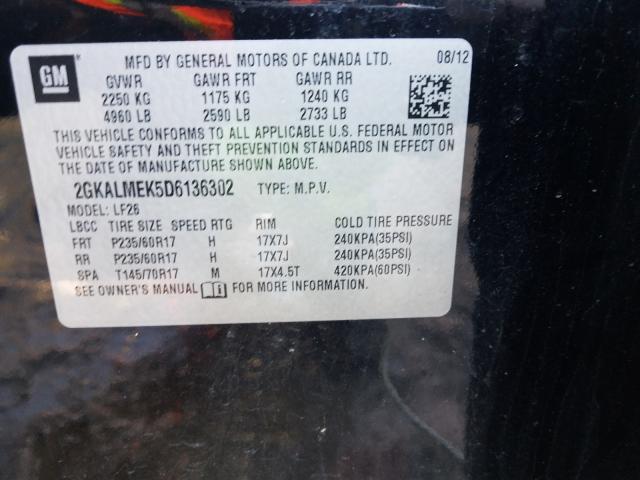 GM
MFD BY GENERAL MOTORS OF CANADA LTD. 08/12
GVWR GAWR FRT GAWR RR
2250 KG 1175 KG 1240 KG
4960 LB 2590 LB 2733 LB
THIS VEHICLE CONFORMS TO ALL APPLICABLE U.S. FEDERAL MOTOR
VEHICLE SAFETY AND THEFT PREVENTION STANDARDS IN EFFECT ON
THE DATE OF MANUFACTURE SHOWN ABOVE.
2GKALMEK5D6136302 TYPE: M.P.V.
MODEL: LF26
LBCC TIRE SIZE SPEED RTG RIM COLD TIRE PRESSURE
FRT P235/60R17 H 17X7J 240KPA(35PSI)
RR P235/60R17 H 17X7J 240KPA(35PSI)
SPA T145/70R17 M 17X4.5T 420KPA(60PSI)
SEE OWNER'S MANUAL FOR MORE INFORMATION.